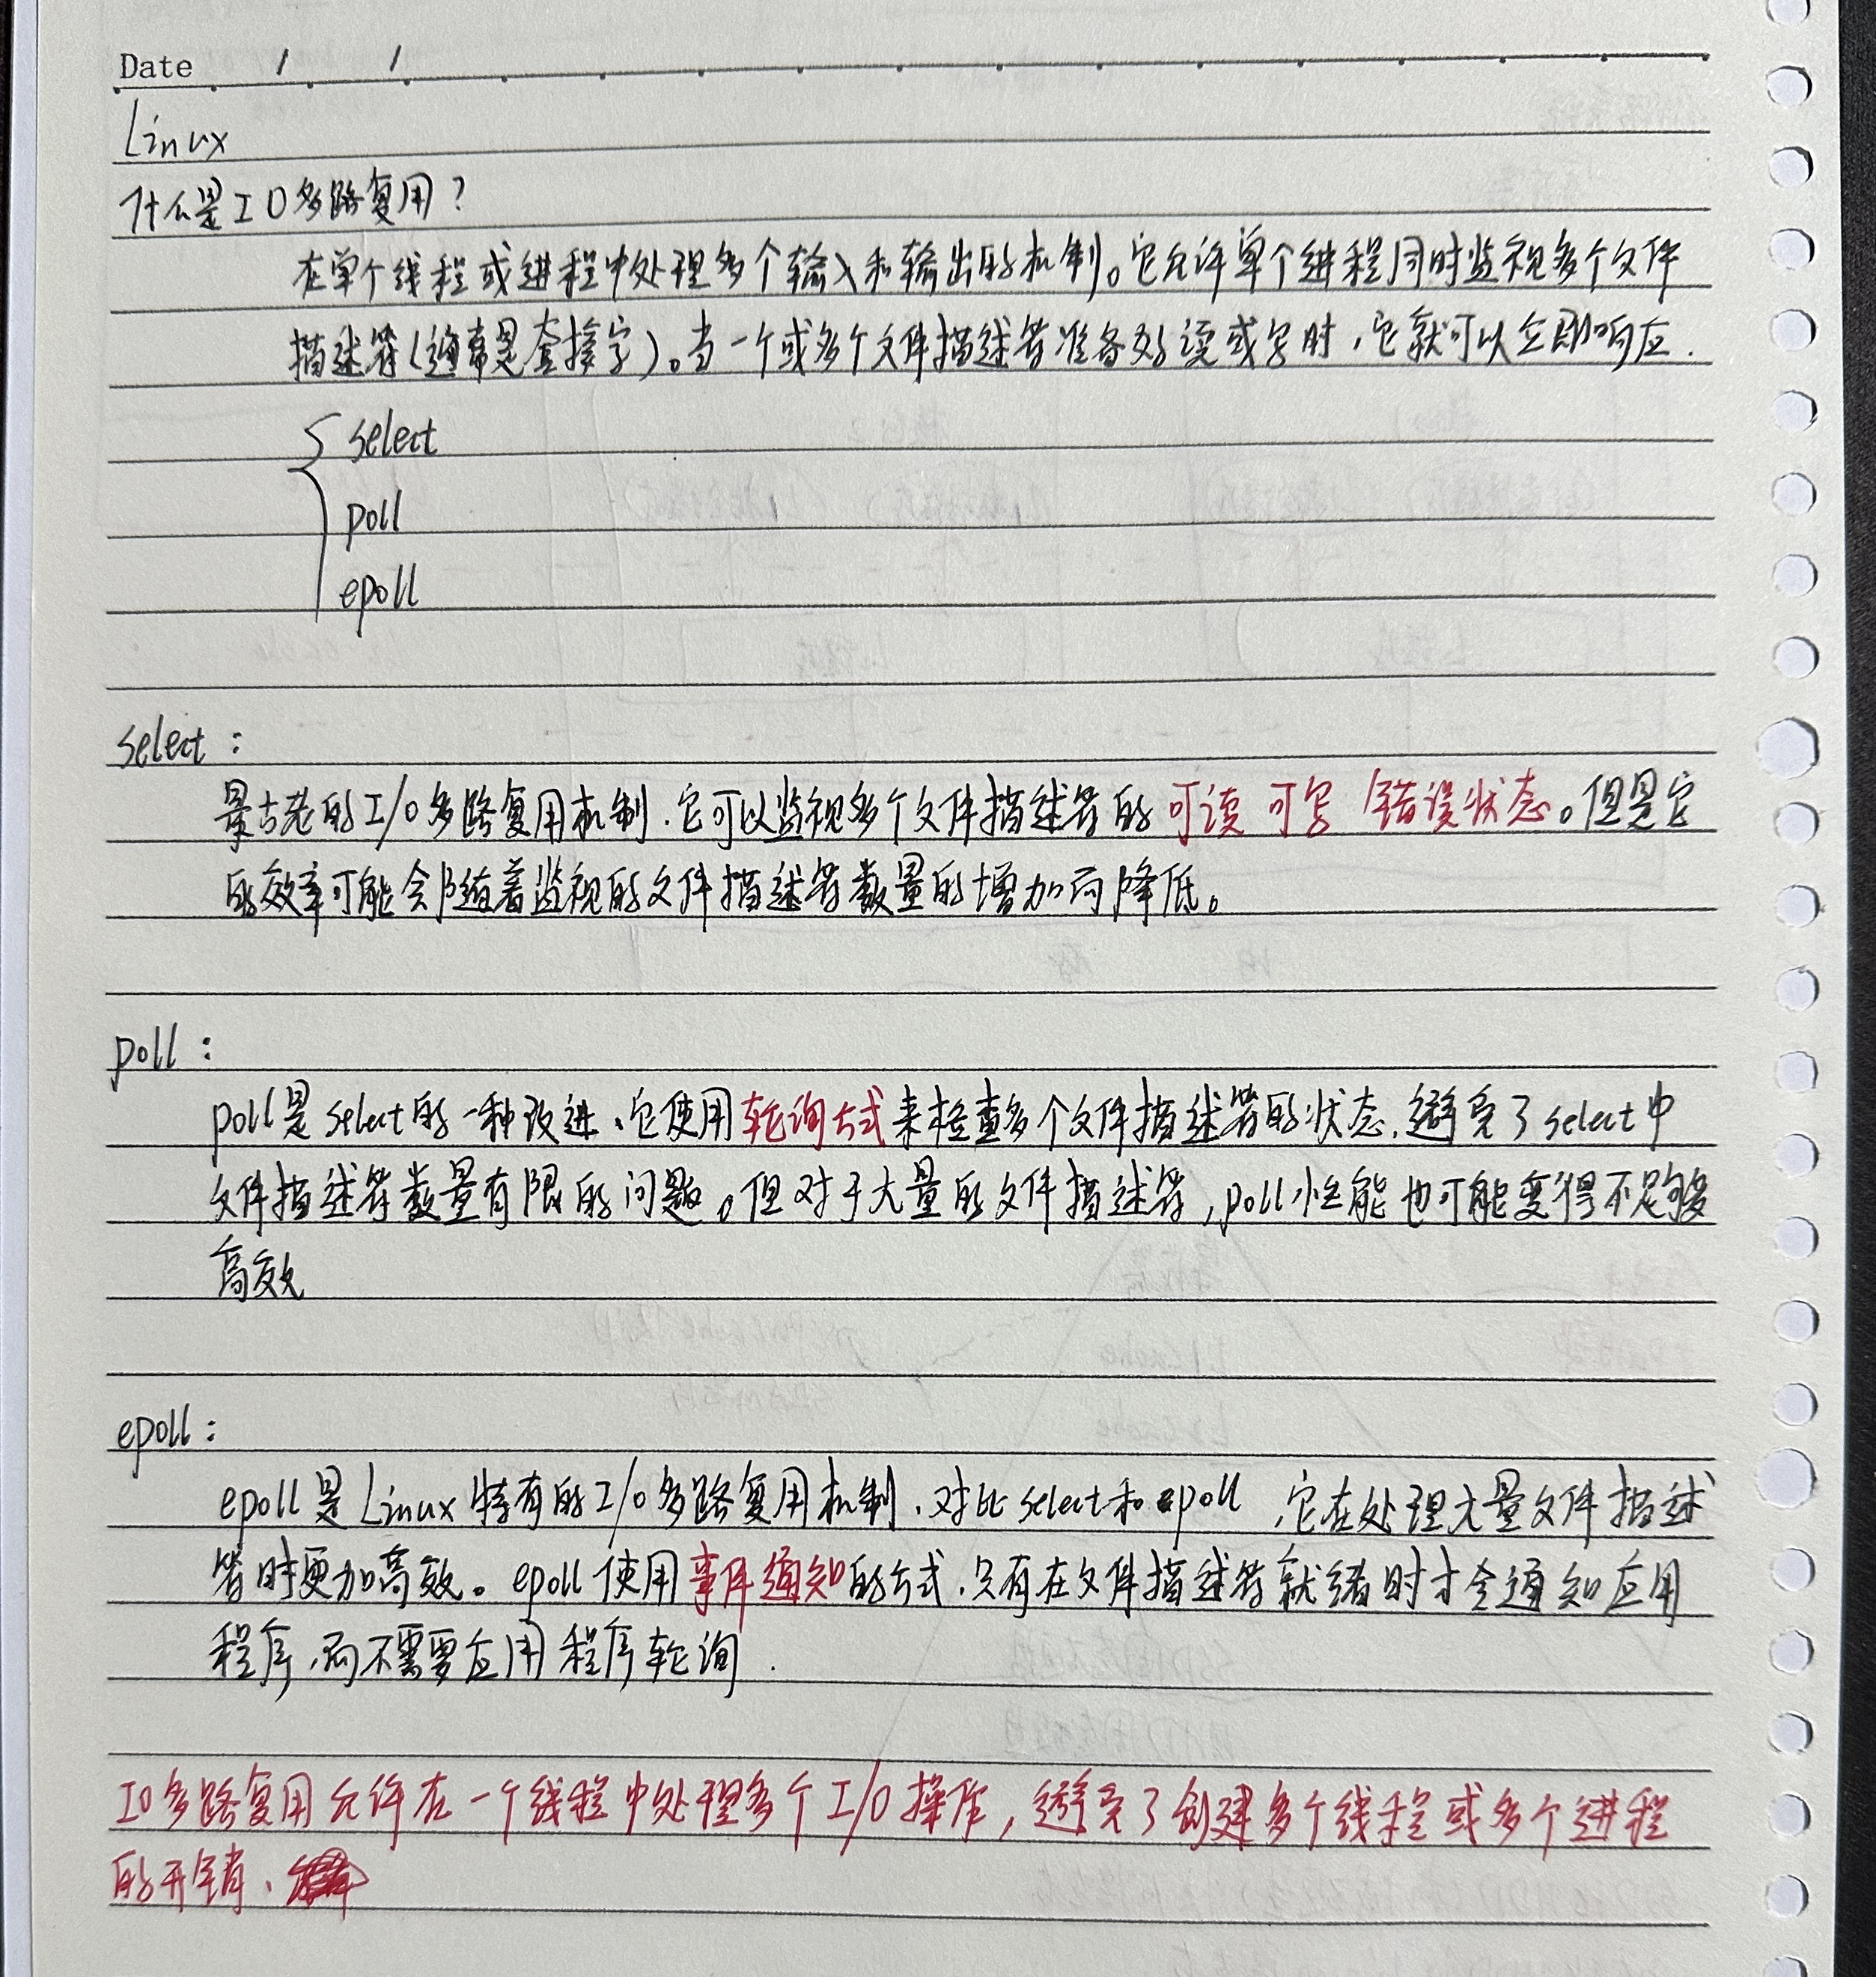 Date / /
Linux
什么是IO多路复用?
在单个线程或进程中处理多个输入和输出的机制。它允许单个进程同时监视多个文件
描述符(通常是套接字)。当一个或多个文件描述符准备好读或写时,它就可以立即响应.
select
poll
epoll
select:
最古老的I/O多路复用机制.它可以监视多个文件描述符的 可读 可写 错误状态。但是它
的效率可能会随着监视的文件描述符数量的增加而降低。
poll:
poll是select的一种改进、它使用轮询方式来检查多个文件描述符的状态.避免了select中
文件描述符数量有限的问题。但对于大量的文件描述符,poll性能也可能变得不足够
高效
epoll:
epoll是Linux特有的I/O多路复用机制.对比select和epoll ,它在处理大量文件描述
符时更加高效。epoll使用事件通知的方式.只有在文件描述符就绪时才会通知应用
程序,而不需要应用程序轮询.
IO多路复用允许在一个线程中处理多个I/O操作,避免了创建多个线程或多个进程
的开销、